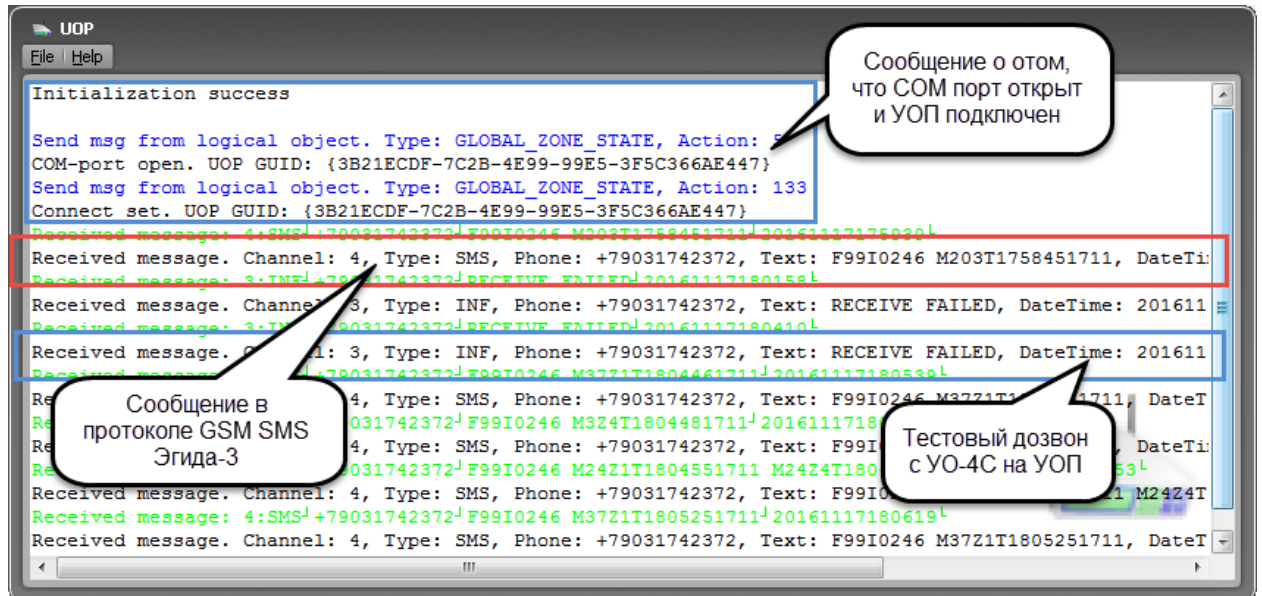 UOP
File Help
Initialization success
Сообщение о отом,
что COM порт открыт
и УОП подключен
Send msg from logical object. Type: GLOBAL_ZONE_STATE, Action:
COM-port open. UOP GUID: {3B21ECDF-7C2B-4E99-99E5-3F5C366AE447}
Send msg from logical object. Type: GLOBAL_ZONE_STATE, Action: 133
Connect set. UOP GUID: {3B21ECDF-7C2B-4E99-99E5-3F5C366AE447}
Received message: 4:SMS┘+79031742372┘F99I0246 M203T1758451711┘20161117175939└
Received message. Channel: 4, Type: SMS, Phone: +79031742372, Text: F99I0246 M203T1758451711, DateTi
Received message: 3:INF┘+79031742372┘RECEIVE FAILED┘20161117180158└
Received message. Channel: 3, Type: INF, Phone: +79031742372, Text: RECEIVE FAILED, DateTime: 201611
Received message: 3:INF┘+79031742372┘RECEIVE FAILED┘20161117180410└
Received message. 3, Type: INF, Phone: +79031742372, Text: RECEIVE FAILED, DateTime: 201611
Received message: +79031742372┘F99I0246 M37Z1T1804461711┘20161117180539└
4, Type: SMS, Phone: +79031742372, Text: F99I0246 DateT
Сообщение в
протоколе GSM SMS
Эгида-3
Тестовый дозвон
с УО-4С на УОП
031742372┘F99I0246 M3Z4T1804481711┘20161117180
4, Type: SMS, Phone: +79031742372, Text: DateTi
031742372┘F99I0246 M24Z1T1804551711 M24Z4T180 53└
Received message. Channel: 4, Type: SMS, Phone: +79031742372, Text: M24Z4T
Received message: 4:SMS┘+79031742372┘F99I0246 M37Z1T1805251711┘20161117180619└
Received message. Channel: 4, Type: SMS, Phone: +79031742372, Text: F99I0246 M37Z1T1805251711, DateT